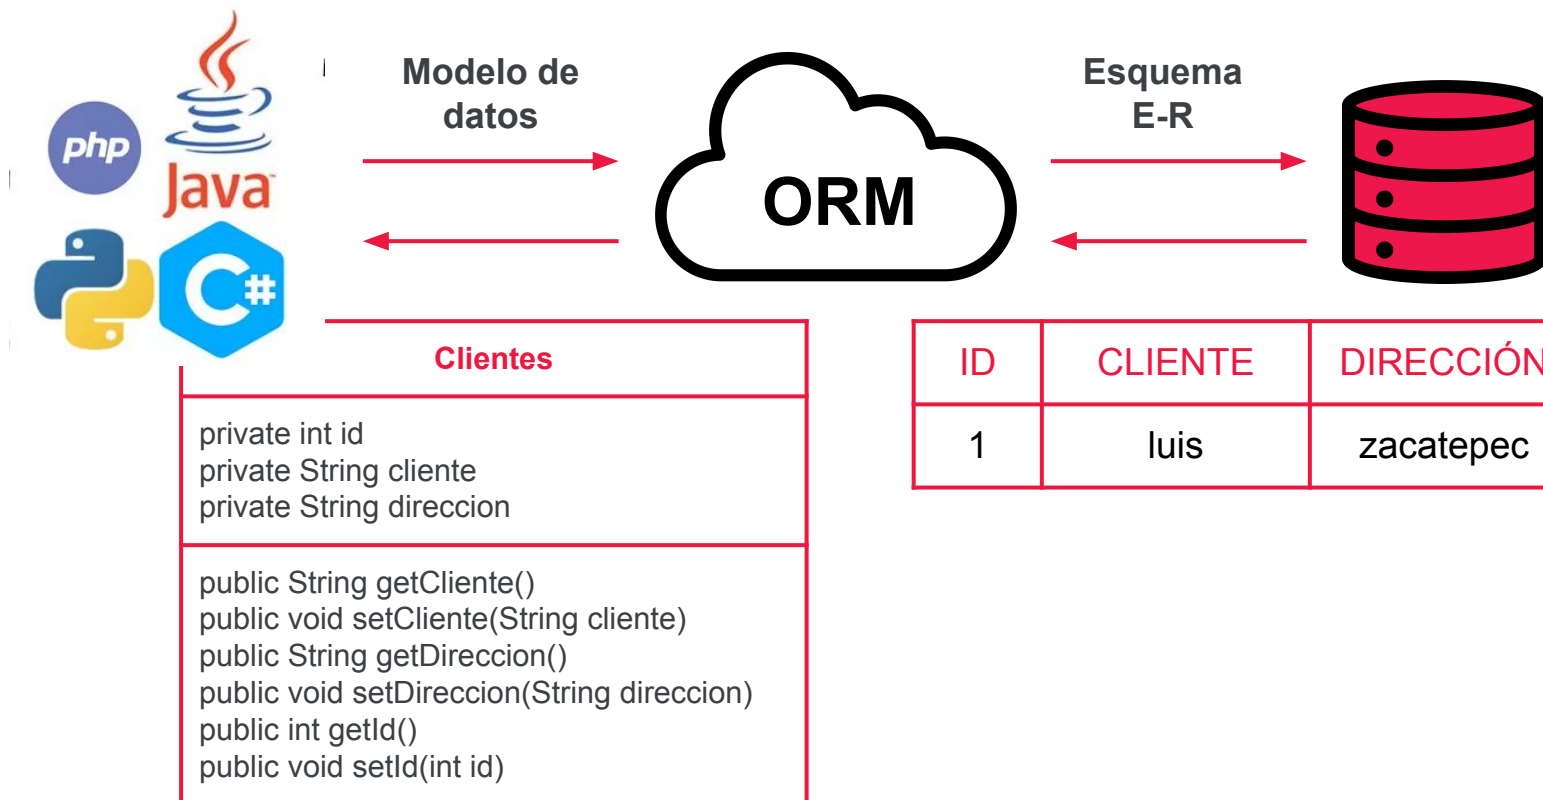 php
Java
C#
Modelo de
datos
ORM
Esquema
E-R
Clientes
private int id
private String cliente
private String direccion
public String getCliente()
public void setCliente(String cliente)
public String getDireccion()
public void setDireccion(String direccion)
public int getId()
public void setId(int id)
ID CLIENTE DIRECCIÓN
1 luis zacatepec